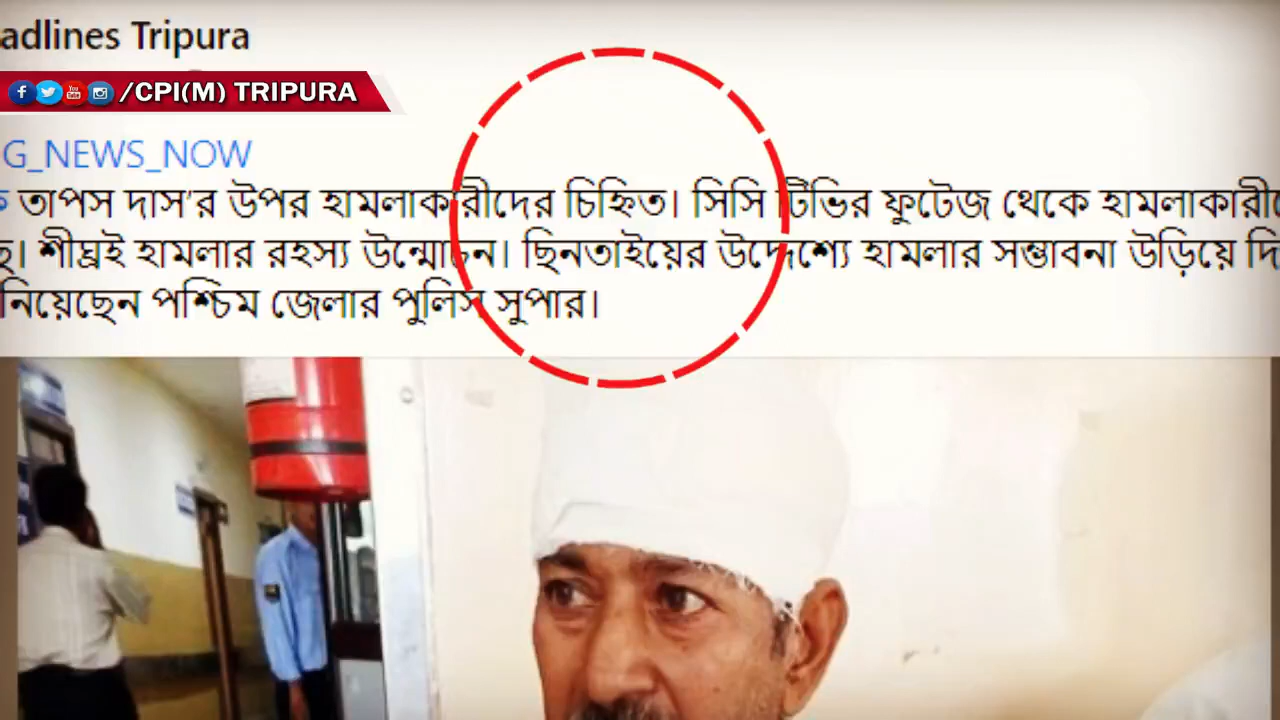 adlines Tripura
/CPI(M) TRIPURA
G_NEWS_NOW
তাপস দাস'র উপর হামলাকারীদের চিহ্নিত। সিসি টিভির ফুটেজ থেকে হামলাকারী
শীঘ্রই হামলার রহস্য উন্মোচন। ছিনতাইয়ের উদ্দেশ্যে হামলার সম্ভাবনা উড়িয়ে দি
নিয়েছেন পশ্চিম জেলার পুলিস সুপার।